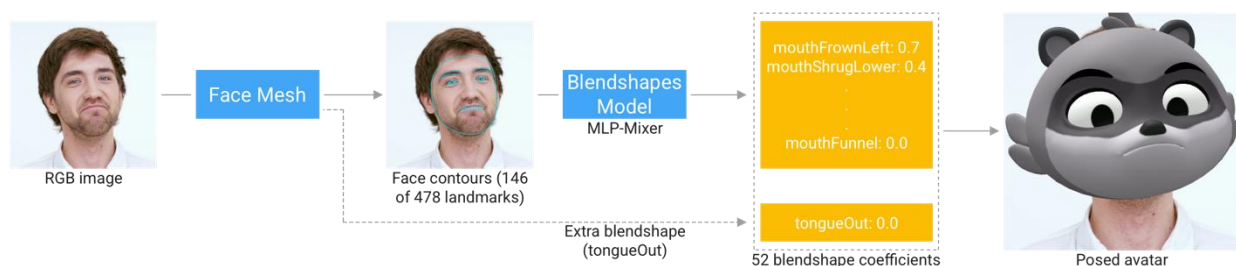 RGB image
Face Mesh
Face contours (146
of 478 landmarks)
Blendshapes
Model
MLP-Mixer
Extra blendshape
(tongueOut)
mouthFrownLeft: 0.7
mouthShrugLower: 0.4
.
.
.
mouthFunnel: 0.0
tongueOut: 0.0
52 blendshape coefficients
Posed avatar